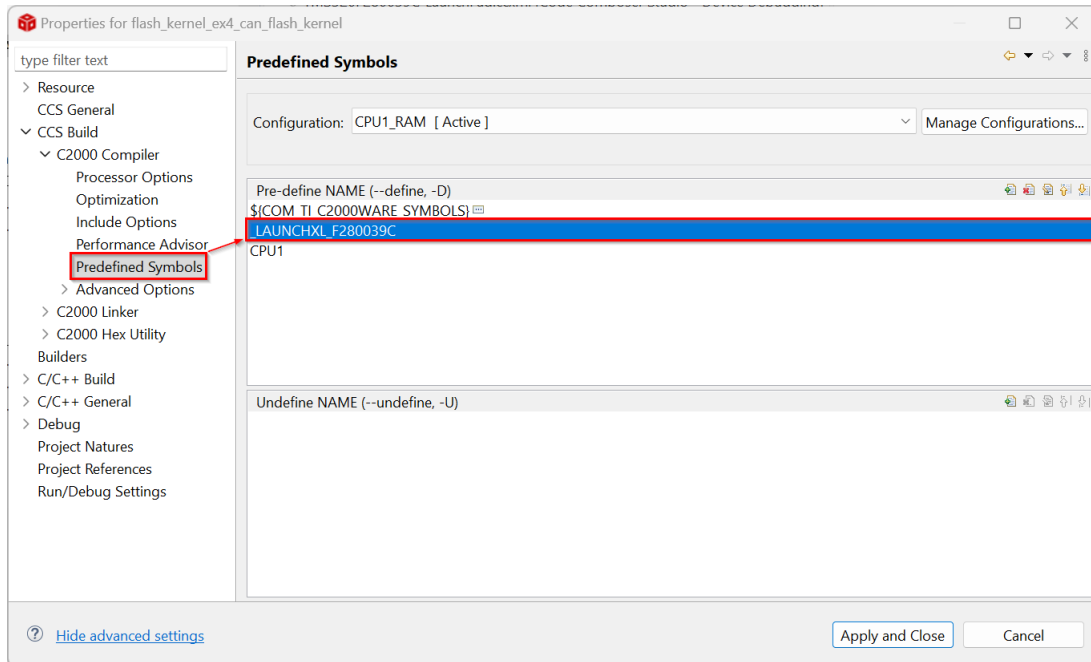 Properties for flash_kernel_ex4_can_flash_kernel
type filter text
Resource
CCS General
CCS Build
C2000 Compiler
Processor Options
Optimization
Include Options
Performance Advisor
Predefined Symbols
Advanced Options
C2000 Linker
C2000 Hex Utility
Builders
C/C++ Build
C/C++ General
Debug
Project Natures
Project References
Run/Debug Settings
Predefined Symbols
Configuration: CPU1_RAM [ Active ] Manage Configurations...
Pre-define NAME (--define, -D)
${COM_TI_C2000WARE_SYMBOLS}
_LAUNCHXL_F280039C
CPU1
Undefine NAME (--undefine, -U)
Hide advanced settings
Apply and Close
Cancel